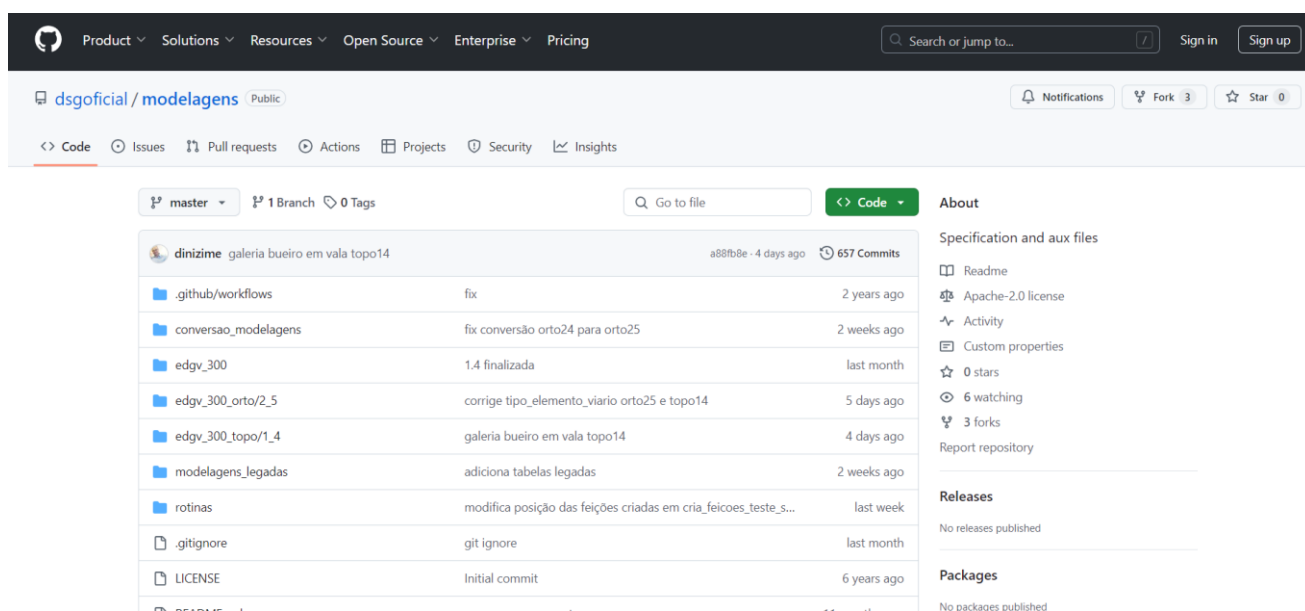 Product Solutions Resources Open Source Enterprise Pricing Search or jump to... / Sign in Sign up
dsgoficial / modelagens Public Notifications Fork 3 Star 0
<> Code Issues Pull requests Actions Projects Security Insights
master 1 Branch 0 Tags Go to file <> Code
About
Specification and aux files
Readme
Apache-2.0 license
Activity
Custom properties
0 stars
6 watching
3 forks
Report repository
Releases
No releases published
Packages
No packages published
dinizime galeria bueiro em vala topo14 a88fb8e · 4 days ago 657 Commits
.github/workflows fix 2 years ago
conversao_modelagens fix conversão orto24 para orto25 2 weeks ago
edgv_300 1.4 finalizada last month
edgv_300_orto/2_5 corrige tipo_elemento_viario orto25 e topo14 5 days ago
edgv_300_topo/1_4 galeria bueiro em vala topo14 4 days ago
modelagens_legadas adiciona tabelas legadas 2 weeks ago
rotinas modifica posição das feições criadas em cria_feicoes_teste_s... last week
.gitignore git ignore last month
LICENSE Initial commit 6 years ago